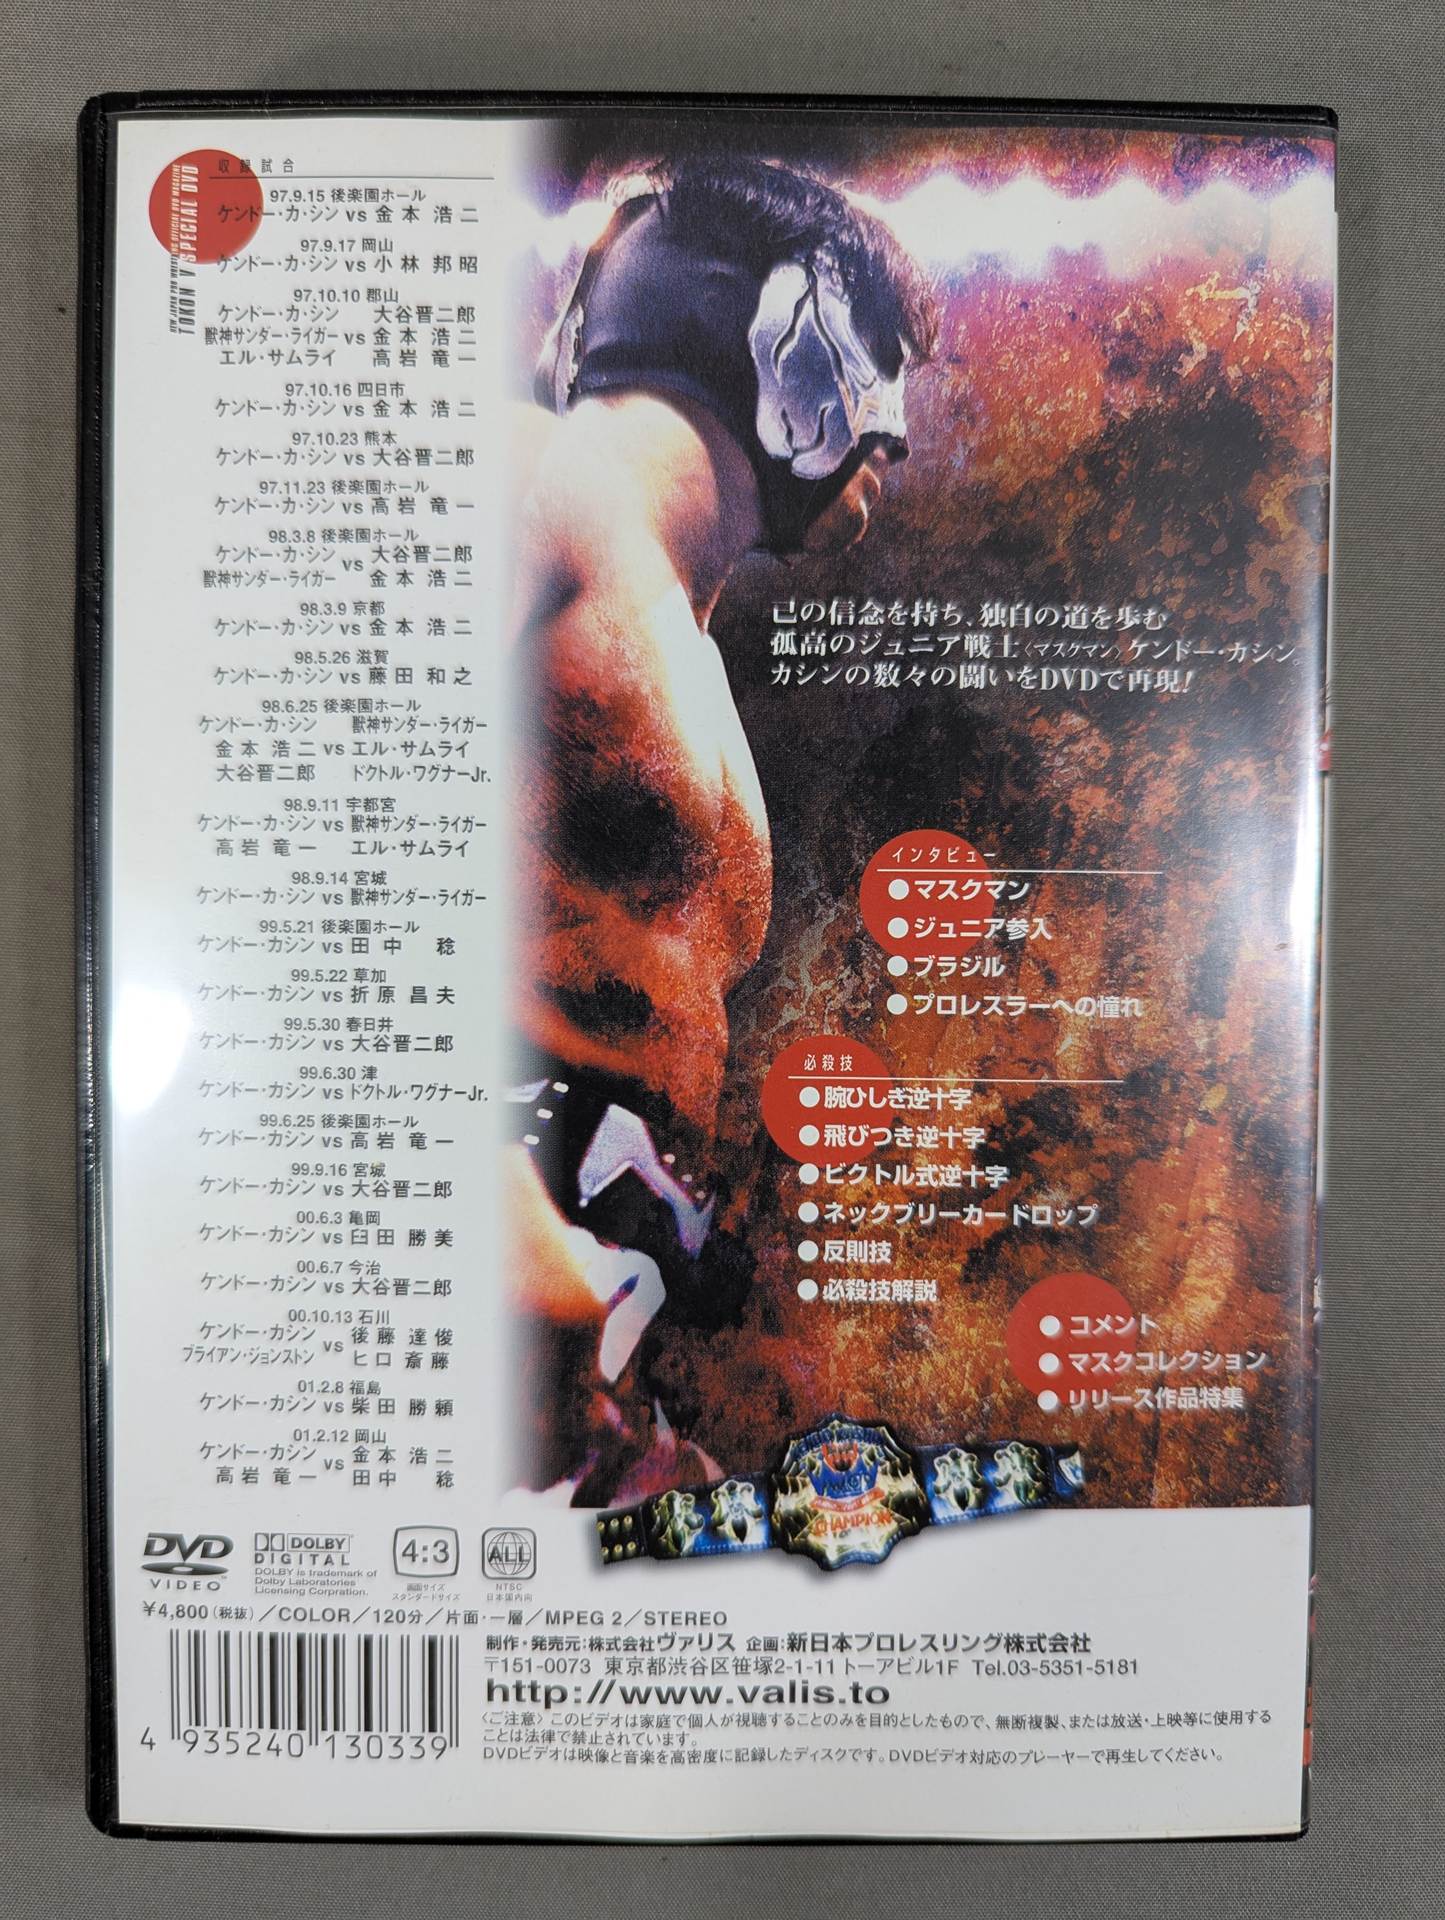 NEW JAPAN PRO-WRESTLING OFFICIAL DVD MAGAZINE
TOKON V SPECIAL DVD
収録試合
97.9.15 後楽園ホール
ケンドー・カ・シン vs 金本 浩二
97.9.17 岡山
ケンドー・カ・シン vs 小林 邦昭
97.10.10 郡山
ケンドー・カ・シン 大谷晋二郎
獣神サンダー・ライガー vs 金本 浩二
エル・サムライ 高岩 竜一
97.10.16 四日市
ケンドー・カ・シン vs 金本 浩二
97.10.23 熊本
ケンドー・カ・シン vs 大谷晋二郎
97.11.23 後楽園ホール
ケンドー・カ・シン vs 高岩 竜一
98.3.8 後楽園ホール
ケンドー・カ・シン vs 大谷晋二郎
獣神サンダー・ライガー 金本 浩二
98.3.9 京都
ケンドー・カ・シン vs 金本 浩二
98.5.26 滋賀
ケンドー・カ・シン vs 藤田 和之
98.6.25 後楽園ホール
ケンドー・カ・シン 獣神サンダー・ライガー
金本 浩二 vs エル・サムライ
大谷晋二郎 ドクトル・ワグナーJr.
98.9.11 宇都宮
ケンドー・カ・シン vs 獣神サンダー・ライガー
高岩 竜一 エル・サムライ
98.9.14 宮城
ケンドー・カ・シン vs 獣神サンダー・ライガー
99.5.21 後楽園ホール
ケンドー・カシン vs 田中 稔
99.5.22 草加
ケンドー・カシン vs 折原 昌夫
99.5.30 春日井
ケンドー・カシン vs 大谷晋二郎
99.6.30 津
ケンドー・カシン vs ドクトル・ワグナーJr.
99.6.25 後楽園ホール
ケンドー・カシン vs 高岩 竜一
99.9.16 宮城
ケンドー・カシン vs 大谷晋二郎
00.6.3 亀岡
ケンドー・カシン vs 臼田 勝美
00.6.7 今治
ケンドー・カシン vs 大谷晋二郎
00.10.13 石川
ケンドー・カシン vs 後藤 達俊
ブライアン・ジョンストン ヒロ 斎藤
01.2.8 福島
ケンドー・カシン vs 柴田 勝頼
01.2.12 岡山
ケンドー・カシン vs 金本 浩二
高岩 竜一 田中 稔
己の信念を持ち、独自の道を歩む
孤高のジュニア戦士〈マスクマン〉ケンドー・カシン。
カシンの数々の闘いをDVDで再現!
インタビュー
●マスクマン
●ジュニア参入
●ブラジル
●プロレスラーへの憧れ
必殺技
●腕ひしぎ逆十字
●飛びつき逆十字
●ビクトル式逆十字
●ネックブリーカードロップ
●反則技
●必殺技解説
●コメント
●マスクコレクション
●リリース作品特集
CHAMPION
DVD VIDEO
DOLBY DIGITAL
DOLBY is trademark of
Dolby Laboratories
Licensing Corpration.
4:3
画面サイズ
スタンダードサイズ
ALL
NTSC
日本国内向
¥4,800(税抜)/COLOR/120分/片面・一層/MPEG 2/STEREO
制作・発売元:株式会社ヴァリス 企画:新日本プロレスリング株式会社
〒151-0073 東京都渋谷区笹塚2-1-11 トーアビル1F Tel.03-5351-5181
http://www.valis.to
〈ご注意〉このビデオは家庭で個人が視聴することのみを目的としたもので、無断複製、または放送・上映等に使用する
ことは法律で禁止されています。
DVDビデオは映像と音楽を高密度に記録したディスクです。DVDビデオ対応のプレーヤーで再生してください。
4 935240 130339